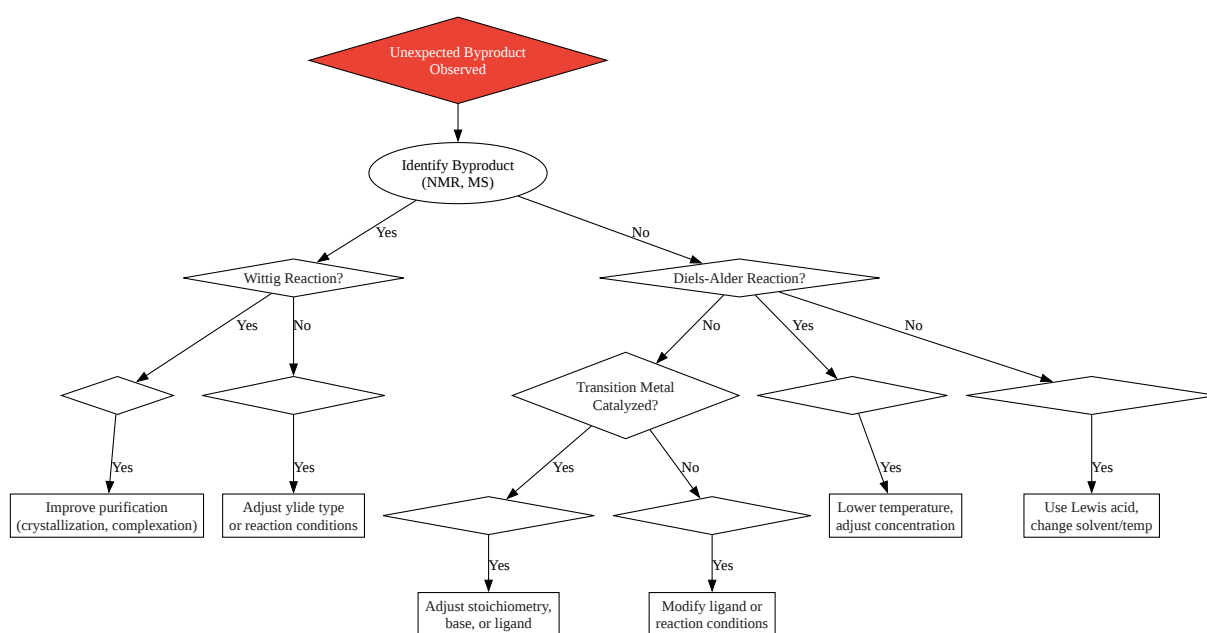 Unexpected Byproduct
Observed
Identify Byproduct
(NMR, MS)
Yes
No
Wittig Reaction?
Diels-Alder Reaction?
Yes
No
No
Yes
No
Transition Metal
Catalyzed?
Yes
Yes
Yes
No
Yes
Yes
Improve purification
(crystallization, complexation)
Adjust ylide type
or reaction conditions
Lower temperature,
adjust concentration
Use Lewis acid,
change solvent/temp
Yes
Yes
Adjust stoichiometry,
base, or ligand
Modify ligand or
reaction conditions